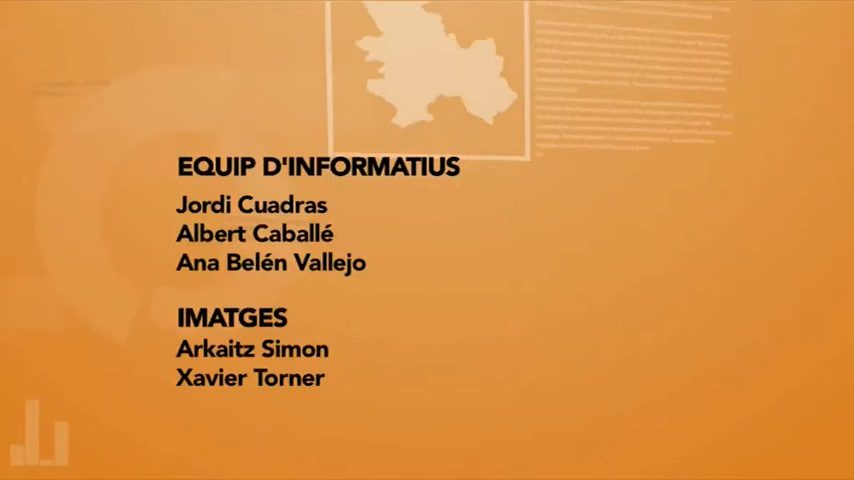 EQUIP D'INFORMATIUS
Jordi Cuadras
Albert Caballé
Ana Belén Vallejo
IMATGES
Arkaitz Simon
Xavier Torner